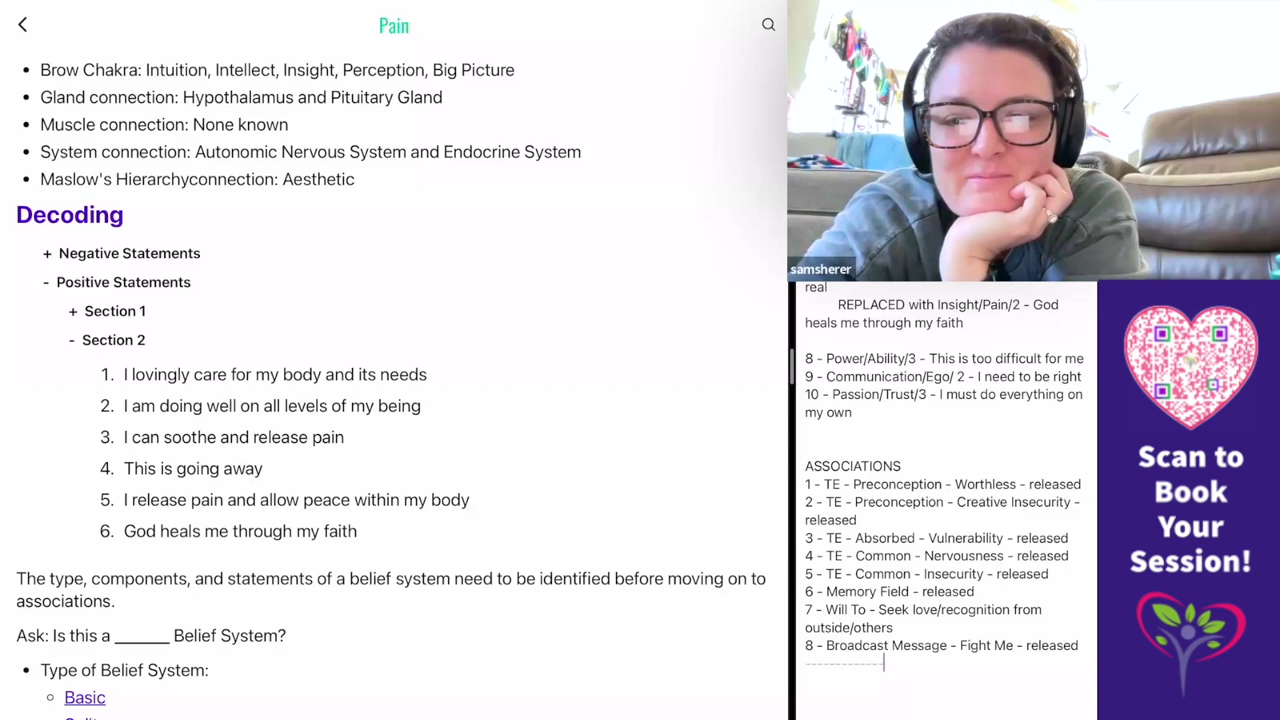 Pain
Brow Chakra: Intuition, Intellect, Insight, Perception, Big Picture
Gland connection: Hypothalamus and Pituitary Gland
Muscle connection: None known
System connection: Autonomic Nervous System and Endocrine System
Maslow's Hierarchyconnection: Aesthetic
Decoding
+ Negative Statements
- Positive Statements
+ Section 1
- Section 2
1. I lovingly care for my body and its needs
2. I am doing well on all levels of my being
3. I can soothe and release pain
4. This is going away
5. I release pain and allow peace within my body
6. God heals me through my faith
The type, components, and statements of a belief system need to be identified before moving on to
associations.
Ask: Is this a ______ Belief System?
Type of Belief System:
Basic
samsherer
real
REPLACED with Insight/Pain/2 - God
heals me through my faith
8 - Power/Ability/3 - This is too difficult for me
9 - Communication/Ego/ 2 - I need to be right
10 - Passion/Trust/3 - I must do everything on
my own
ASSOCIATIONS
1 - TE - Preconception - Worthless - released
2 - TE - Preconception - Creative Insecurity -
released
3 - TE - Absorbed - Vulnerability - released
4 - TE - Common - Nervousness - released
5 - TE - Common - Insecurity - released
6 - Memory Field - released
7 - Will To - Seek love/recognition from
outside/others
8 - Broadcast Message - Fight Me - released
----------------
Scan to
Book
Your
Session!